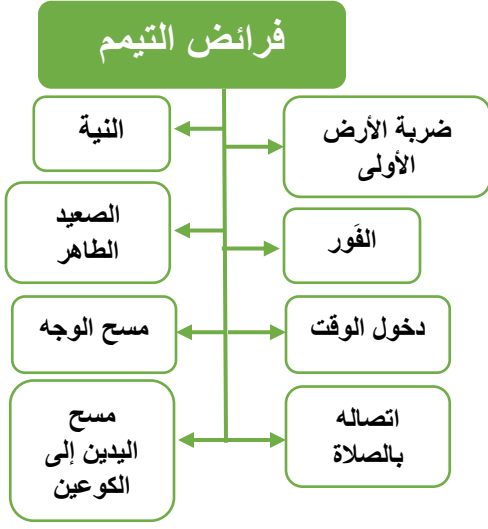 فرائض التيمم
ضربة الأرض
الأولى
النية
الفَور
الصعيد
الطاهر
دخول الوقت
مسح الوجه
اتصاله
بالصلاة
مسح
اليدين إلى
الكوعين